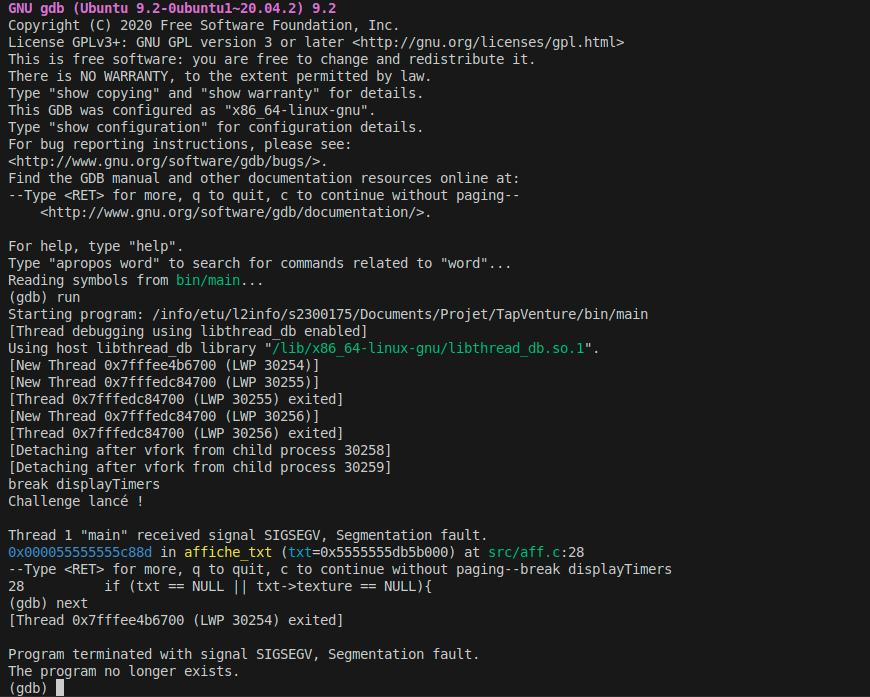 GNU gdb (Ubuntu 9.2-0ubuntu1~20.04.2) 9.2
Copyright (C) 2020 Free Software Foundation, Inc.
License GPLv3+: GNU GPL version 3 or later <http://gnu.org/licenses/gpl.html>
This is free software: you are free to change and redistribute it.
There is NO WARRANTY, to the extent permitted by law.
Type "show copying" and "show warranty" for details.
This GDB was configured as "x86_64-linux-gnu".
Type "show configuration" for configuration details.
For bug reporting instructions, please see:
<http://www.gnu.org/software/gdb/bugs/>.
Find the GDB manual and other documentation resources online at:
--Type <RET> for more, q to quit, c to continue without paging--
    <http://www.gnu.org/software/gdb/documentation/>.

For help, type "help".
Type "apropos word" to search for commands related to "word"...
Reading symbols from bin/main...
(gdb) run
Starting program: /info/etu/l2info/s2300175/Documents/Projet/TapVenture/bin/main
[Thread debugging using libthread_db enabled]
Using host libthread_db library "/lib/x86_64-linux-gnu/libthread_db.so.1".
[New Thread 0x7fffee4b6700 (LWP 30254)]
[New Thread 0x7fffedc84700 (LWP 30255)]
[Thread 0x7fffedc84700 (LWP 30255) exited]
[New Thread 0x7fffedc84700 (LWP 30256)]
[Thread 0x7fffedc84700 (LWP 30256) exited]
[Detaching after vfork from child process 30258]
[Detaching after vfork from child process 30259]
break displayTimers
Challenge lancé !

Thread 1 "main" received signal SIGSEGV, Segmentation fault.
0x000055555555c88d in affiche_txt (txt=0x5555555db5b000) at src/aff.c:28
--Type <RET> for more, q to quit, c to continue without paging--break displayTimers
28          if (txt == NULL || txt->texture == NULL){
(gdb) next
[Thread 0x7fffee4b6700 (LWP 30254) exited]

Program terminated with signal SIGSEGV, Segmentation fault.
The program no longer exists.
(gdb)